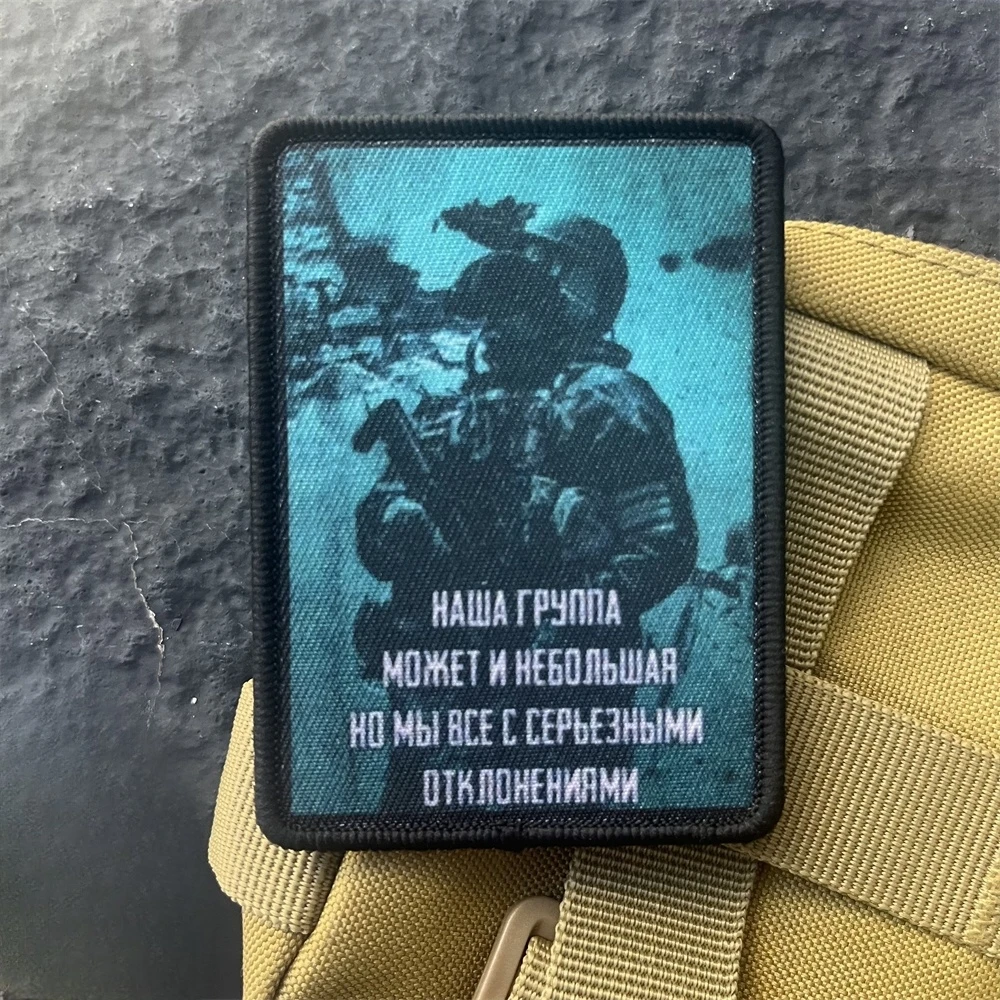 НАША ГРУППА
МОЖЕТ И НЕБОЛЬШАЯ
НО МЫ ВСЕ С СЕРЬЕЗНЫМИ
ОТКЛОНЕНИЯМИ